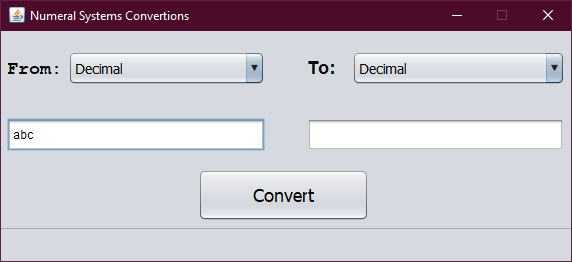 Numeral Systems Convertions
From: Decimal To: Decimal
abc
Convert